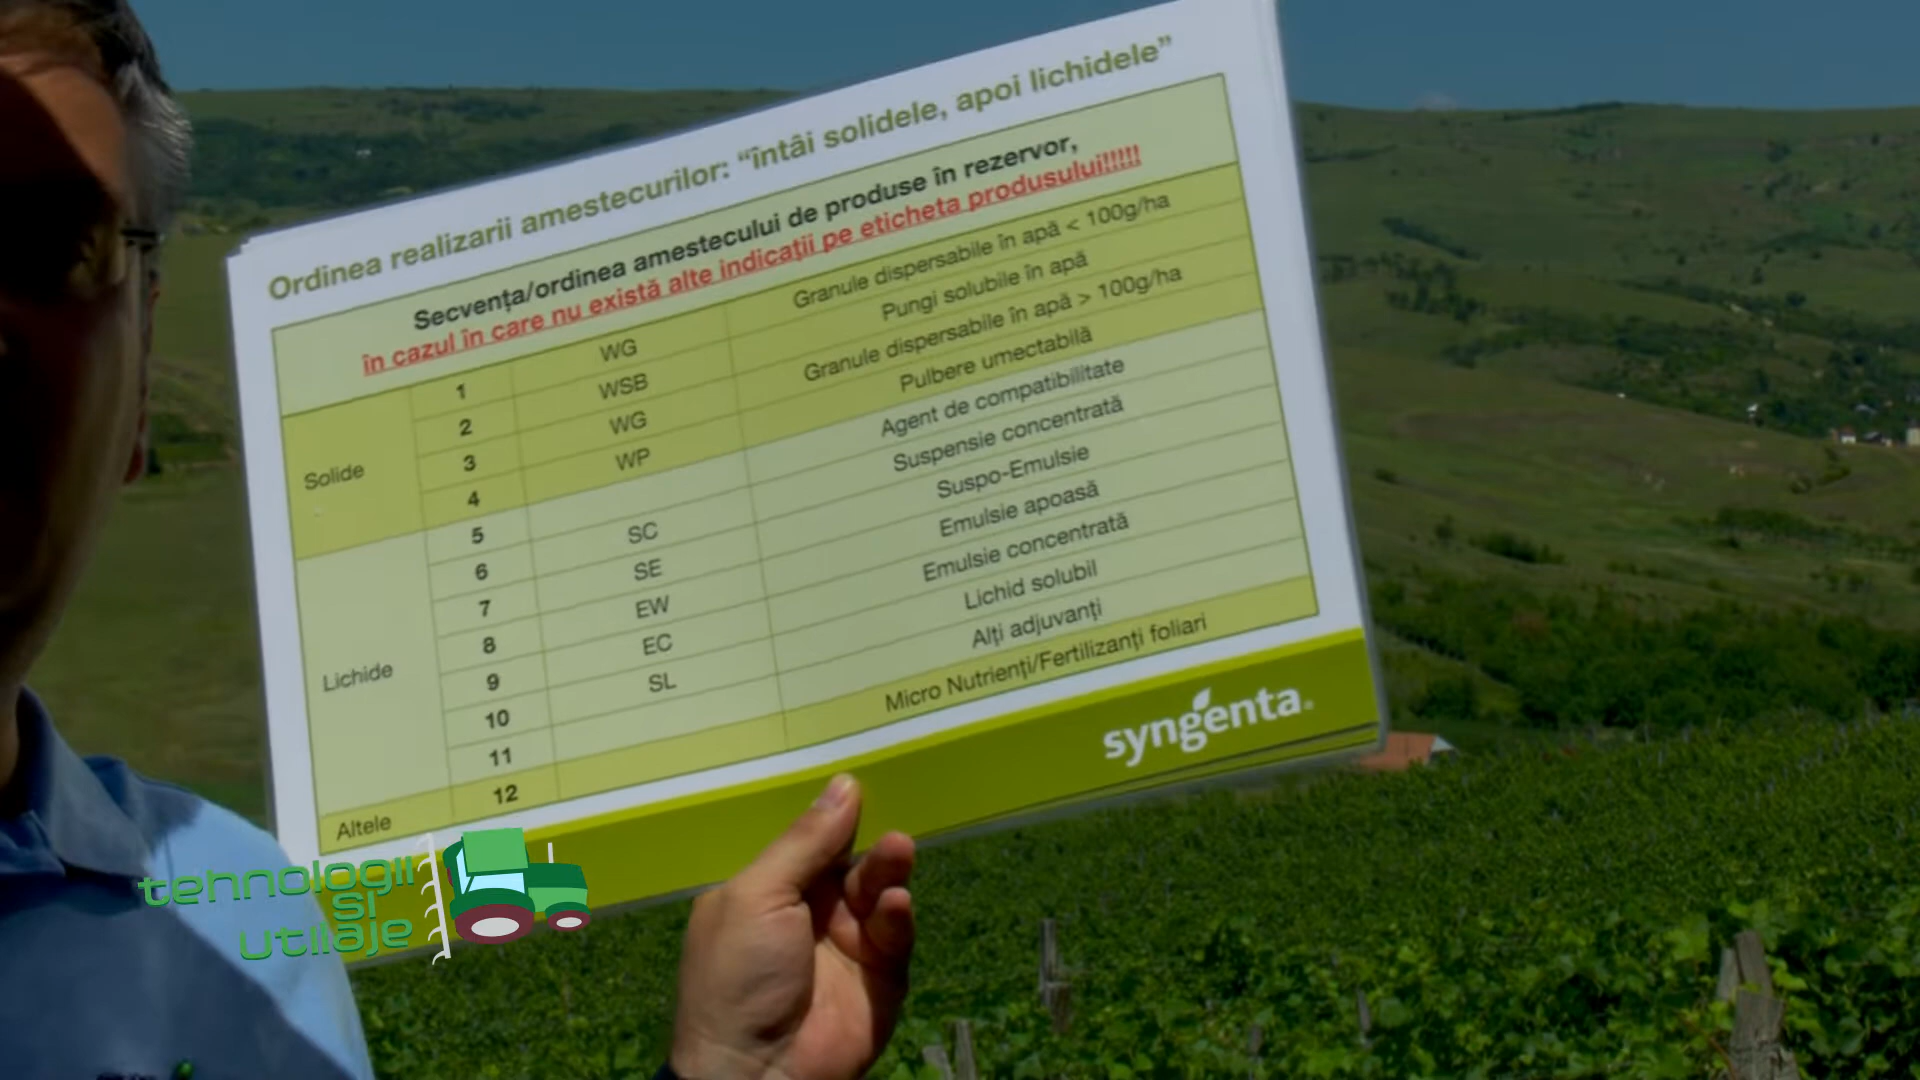 Ordinea realizarii amestecurilor: “întâi solidele, apoi lichidele”
Secvența/ordinea amestecului de produse în rezervor,
în cazul în care nu există alte indicații pe eticheta produsului!!!!!
Solide
1 WG Granule dispersabile în apă < 100g/ha
2 WSB Pungi solubile în apă
3 WG Granule dispersabile în apă > 100g/ha
4 WP Pulbere umectabilă
Lichide
5 Agent de compatibilitate
6 SC Suspensie concentrată
7 SE Suspo-Emulsie
8 EW Emulsie apoasă
9 EC Emulsie concentrată
10 SL Lichid solubil
11 Alți adjuvanți
Altele 12 Micro Nutrienți/Fertilizanți foliari
syngenta®
tehnologii
si
utilaje